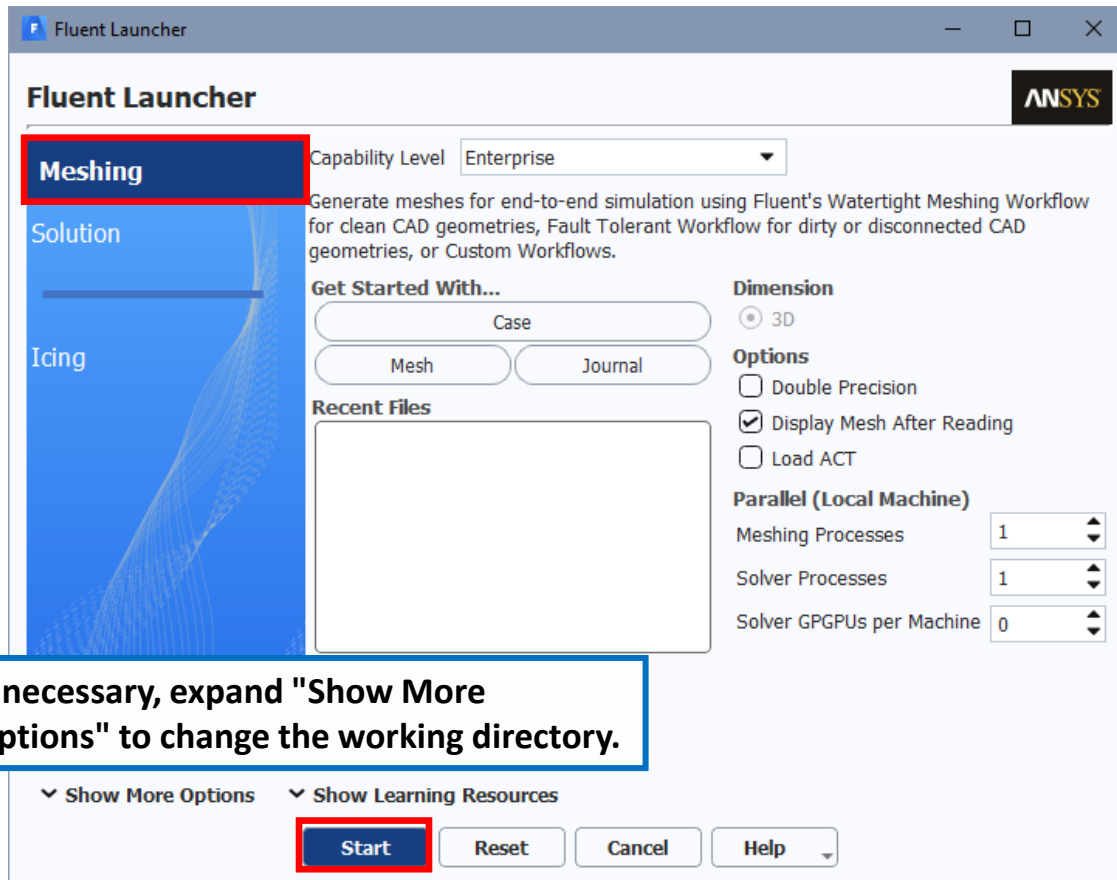 Fluent Launcher
Fluent Launcher
ANSYS
Meshing
Solution
Icing
Capability Level Enterprise
Generate meshes for end-to-end simulation using Fluent's Watertight Meshing Workflow
for clean CAD geometries, Fault Tolerant Workflow for dirty or disconnected CAD
geometries, or Custom Workflows.
Get Started With...
Case
Mesh Journal
Recent Files
Dimension
3D
Options
Double Precision
Display Mesh After Reading
Load ACT
Parallel (Local Machine)
Meshing Processes 1
Solver Processes 1
Solver GPGPUs per Machine 0
necessary, expand "Show More
ptions" to change the working directory.
Show More Options Show Learning Resources
Start Reset Cancel Help